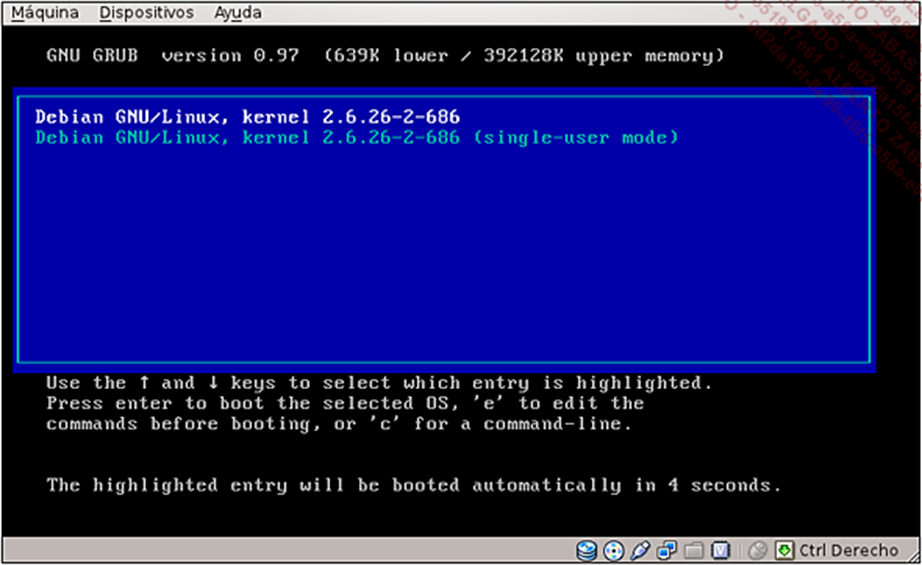 Máquina Dispositivos Ayuda
GNU GRUB version 0.97 (639K lower / 392128K upper memory)
Debian GNU/Linux, kernel 2.6.26-2-686
Debian GNU/Linux, kernel 2.6.26-2-686 (single-user mode)
Use the ↑ and ↓ keys to select which entry is highlighted.
Press enter to boot the selected OS, 'e' to edit the
commands before booting, or 'c' for a command-line.
The highlighted entry will be booted automatically in 4 seconds.
Ctrl Derecho